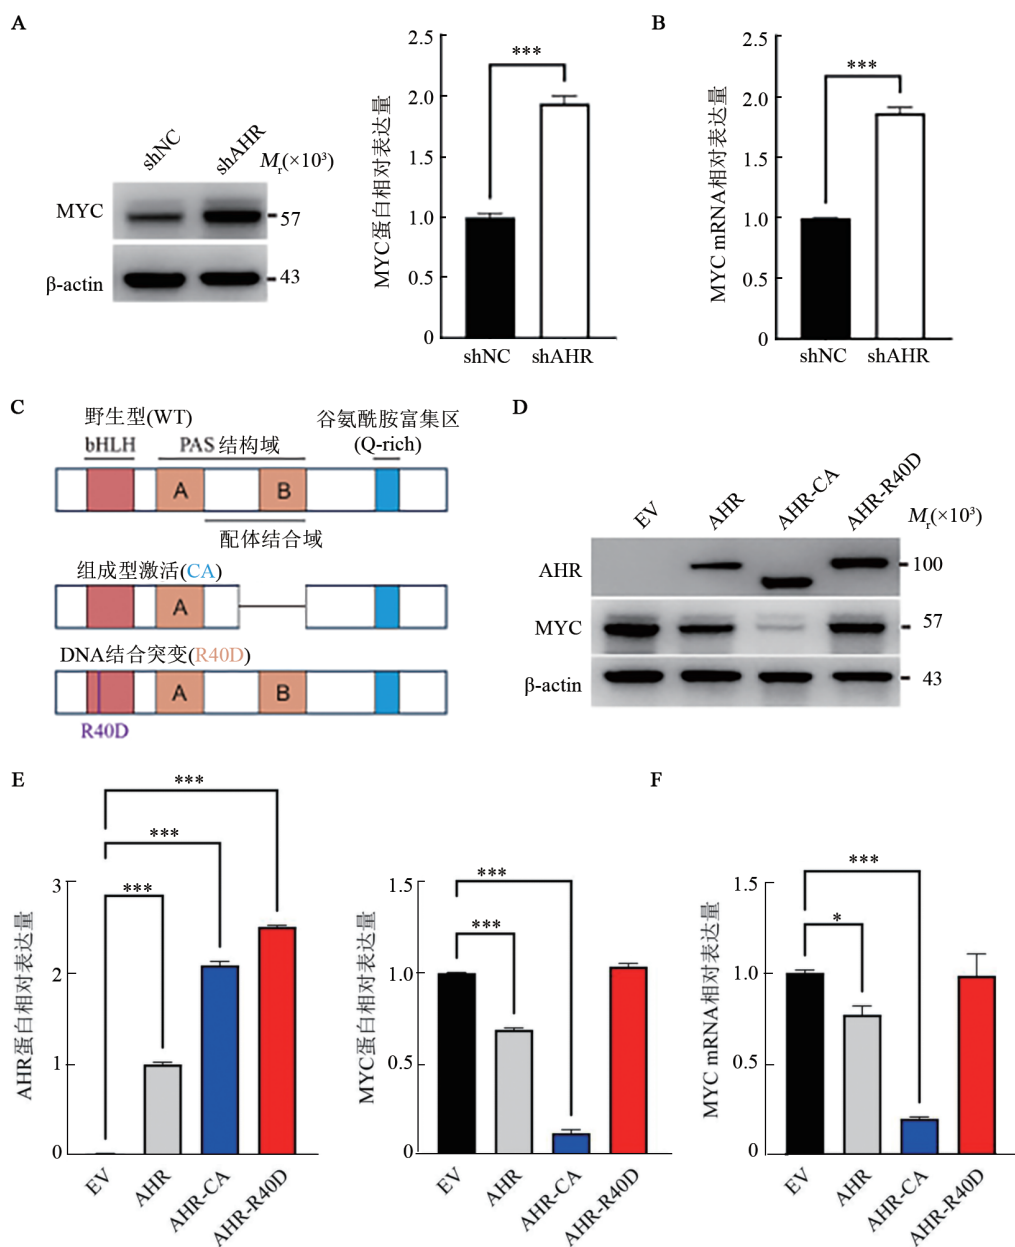 A
shNC
shAHR
Mr(×10³)
MYC
57
β-actin
43
MYC蛋白相对表达量
2.5
2.0
1.5
1.0
0.5
0
***
shNC
shAHR
B
MYC mRNA相对表达量
2.5
2.0
1.5
1.0
0.5
0
***
shNC
shAHR
C
野生型(WT)
bHLH
PAS 结构域
谷氨酰胺富集区
(Q-rich)
A
B
配体结合域
组成型激活(CA)
A
DNA结合突变(R40D)
A
B
R40D
D
EV
AHR
AHR-CA
AHR-R40D
Mr(×10³)
AHR
100
MYC
57
β-actin
43
E
AHR蛋白相对表达量
3
2
1
0
***
***
***
EV
AHR
AHR-CA
AHR-R40D
MYC蛋白相对表达量
1.5
1.0
0.5
0
***
***
EV
AHR
AHR-CA
AHR-R40D
F
MYC mRNA相对表达量
1.5
1.0
0.5
0
***
*
EV
AHR
AHR-CA
AHR-R40D